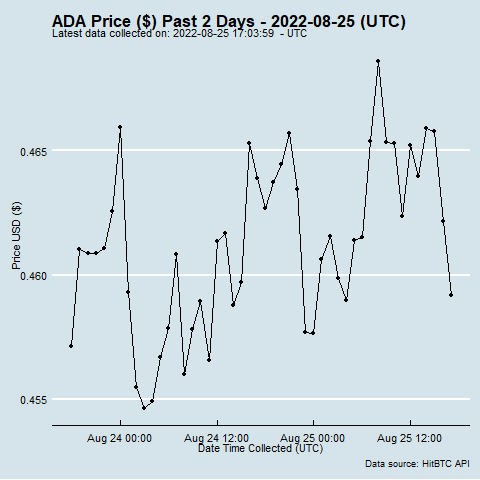 ADA Price ($) Past 2 Days - 2022-08-25 (UTC)
Latest data collected on: 2022-08-25 17:03:59  - UTC
Price USD ($)
0.465
0.460
0.455
Aug 24 00:00 Aug 24 12:00 Aug 25 00:00 Aug 25 12:00
Date Time Collected (UTC)
Data source: HitBTC API